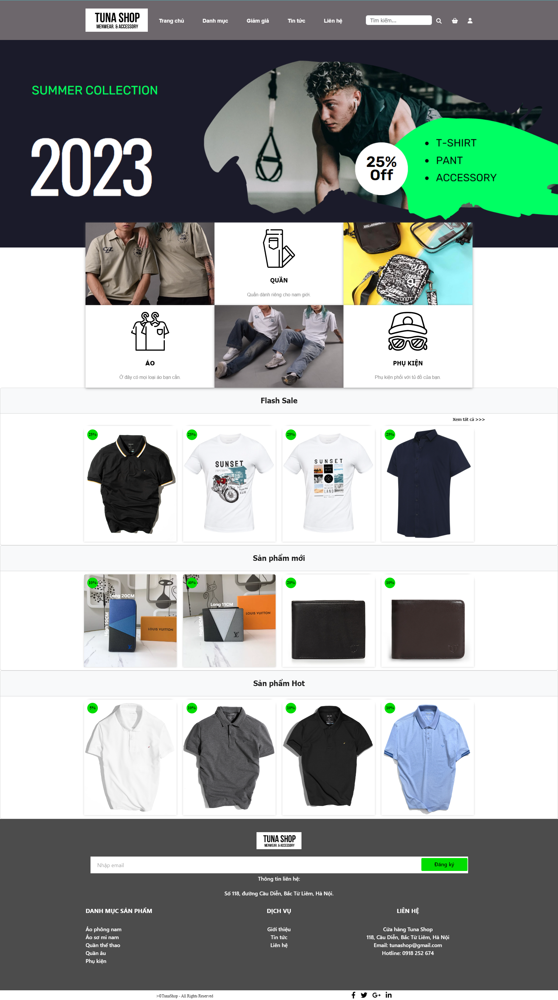 TUNA SHOP
MENWEAR. & ACCESSORY
Trang chủ
Danh mục
Giảm giá
Tin tức
Liên hệ
Tìm kiếm...
SUMMER COLLECTION
2023
25%
Off
• T-SHIRT
• PANT
• ACCESSORY
QUẦN
Quần dành riêng cho nam giới.
ÁO
Ở đây có mọi loại áo bạn cần.
PHỤ KIỆN
Phụ kiện phối với tủ đồ của bạn.
Flash Sale
Xem tất cả >>>
25%
25%
SUNSET
Just
Enjoy the
RIDE
25%
SUNSET
JOURNEY
NO WHERE
LAND
25%
Sản phẩm mới
10%
Long 20CM
High 10CM
LOUIS VUITTON
40%
Long 11CM
High 9CM
LOUIS VUITTON
20%
10%
Sản phẩm Hot
5%
10%
10%
10%
TUNA SHOP
MENWEAR. & ACCESSORY
Nhập email
Đăng ký
Thông tin liên hệ:
Số 118, đường Cầu Diễn, Bắc Từ Liêm, Hà Nội.
DANH MỤC SẢN PHẨM
Áo phông nam
Áo sơ mi nam
Quần thể thao
Quần âu
Phụ kiện
DỊCH VỤ
Giới thiệu
Tin tức
Liên hệ
LIÊN HỆ
Cửa hàng Tuna Shop
118, Cầu Diễn, Bắc Từ Liêm, Hà Nội
Email: tunashop@gmail.com
Hotline: 0918 252 674
>©TunaShop - All Rights Reserved